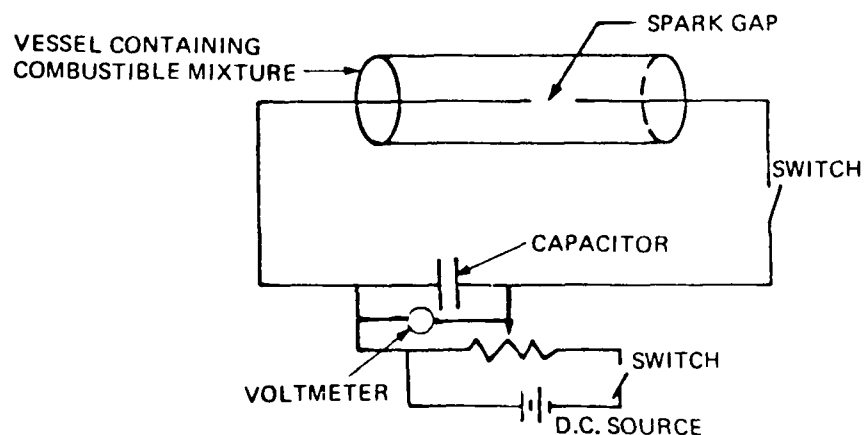 SPARK GAP
VESSEL CONTAINING
COMBUSTIBLE MIXTURE
SWITCH
CAPACITOR
SWITCH
VOLTMETER
D.C. SOURCE